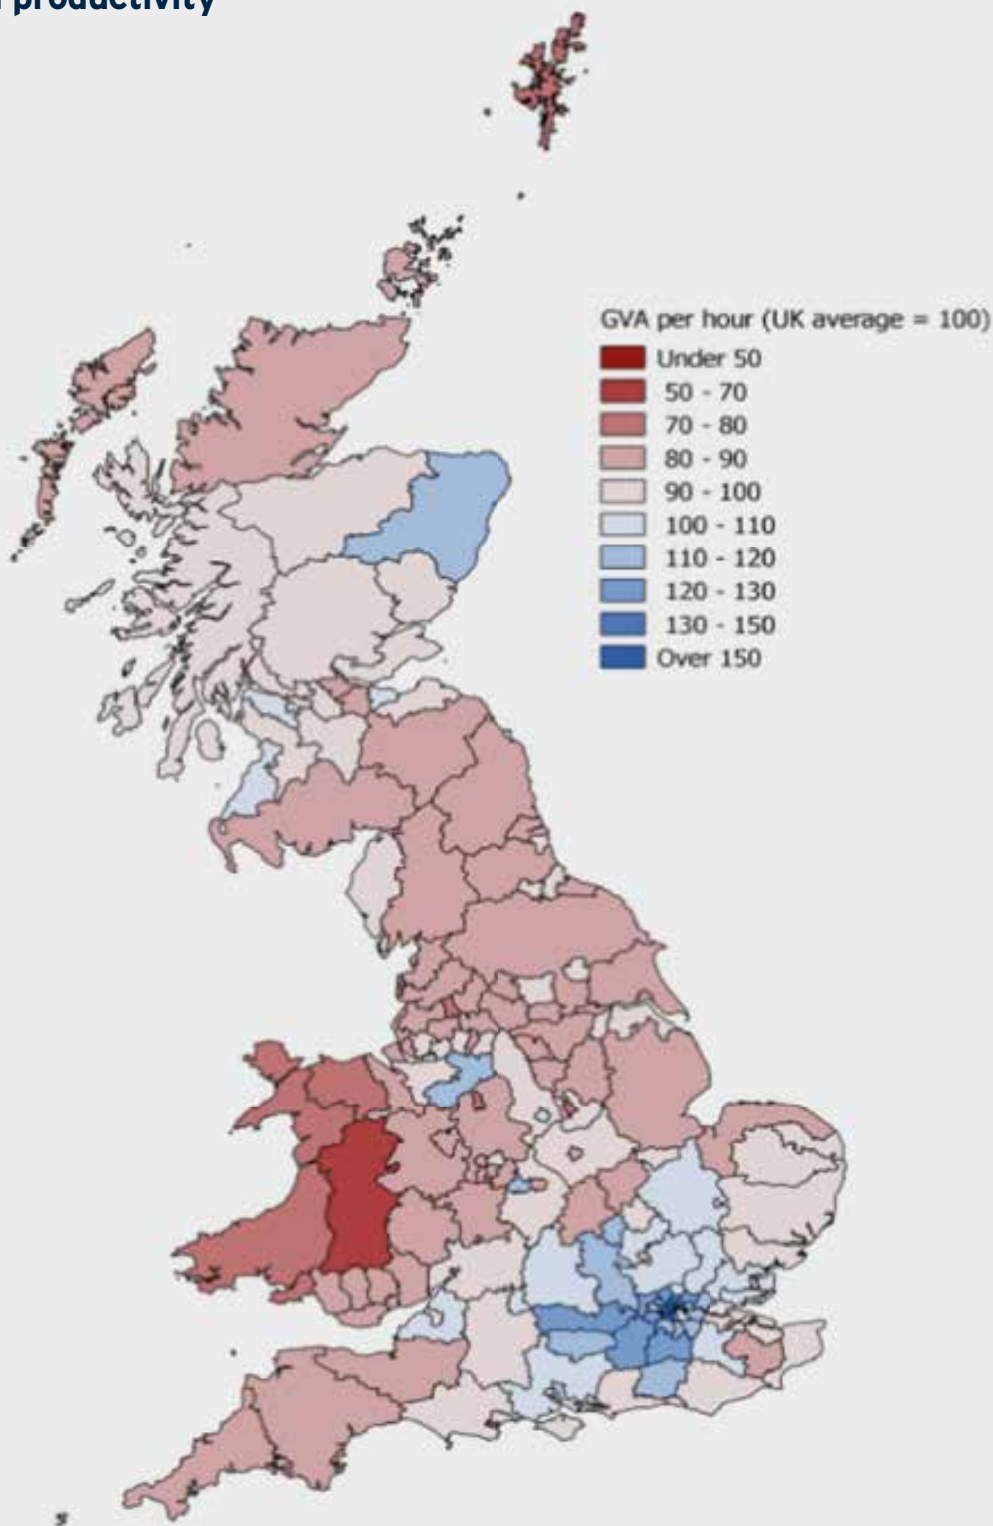 productivity
GVA per hour (UK average = 100)
Under 50
50 - 70
70 - 80
80 - 90
90 - 100
100 - 110
110 - 120
120 - 130
130 - 150
Over 150